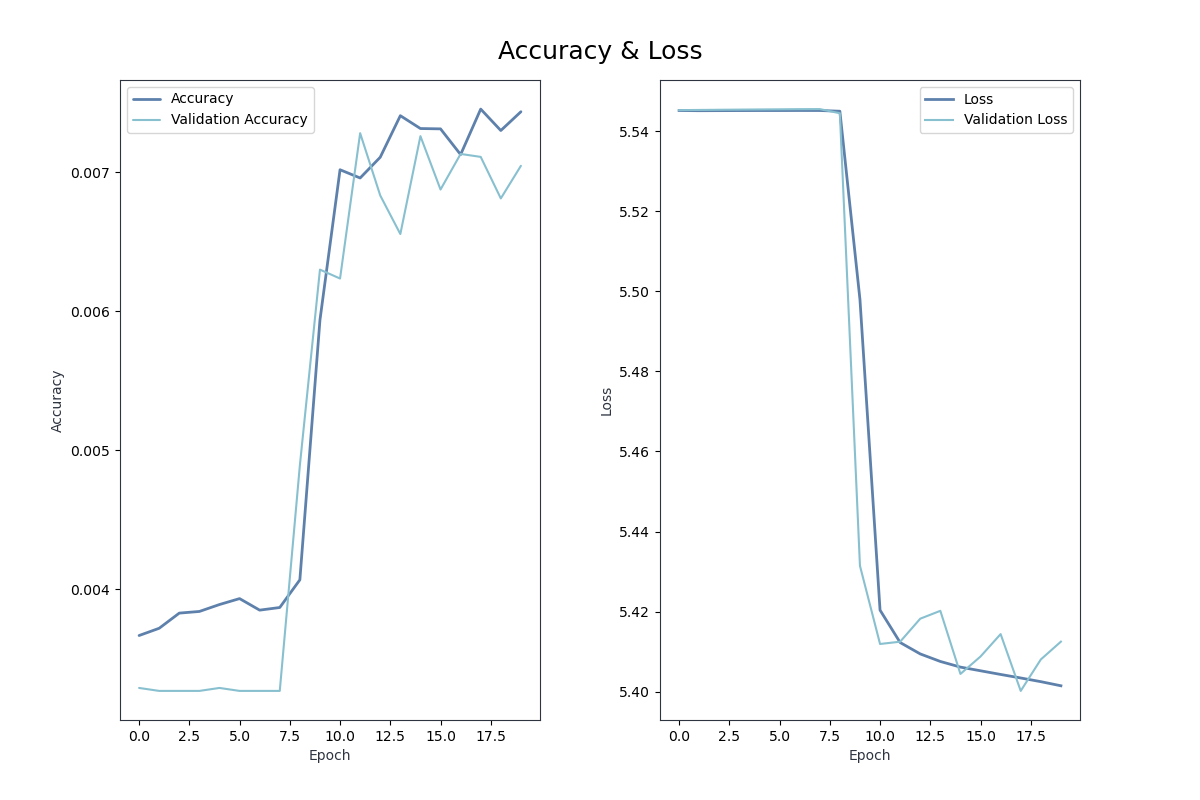 Accuracy & Loss
Accuracy
Validation Accuracy
0.007
0.006
0.005
0.004
Accuracy
0.0 2.5 5.0 7.5 10.0 12.5 15.0 17.5
Epoch
Loss
Validation Loss
5.54
5.52
5.50
5.48
5.46
5.44
5.42
5.40
Loss
0.0 2.5 5.0 7.5 10.0 12.5 15.0 17.5
Epoch